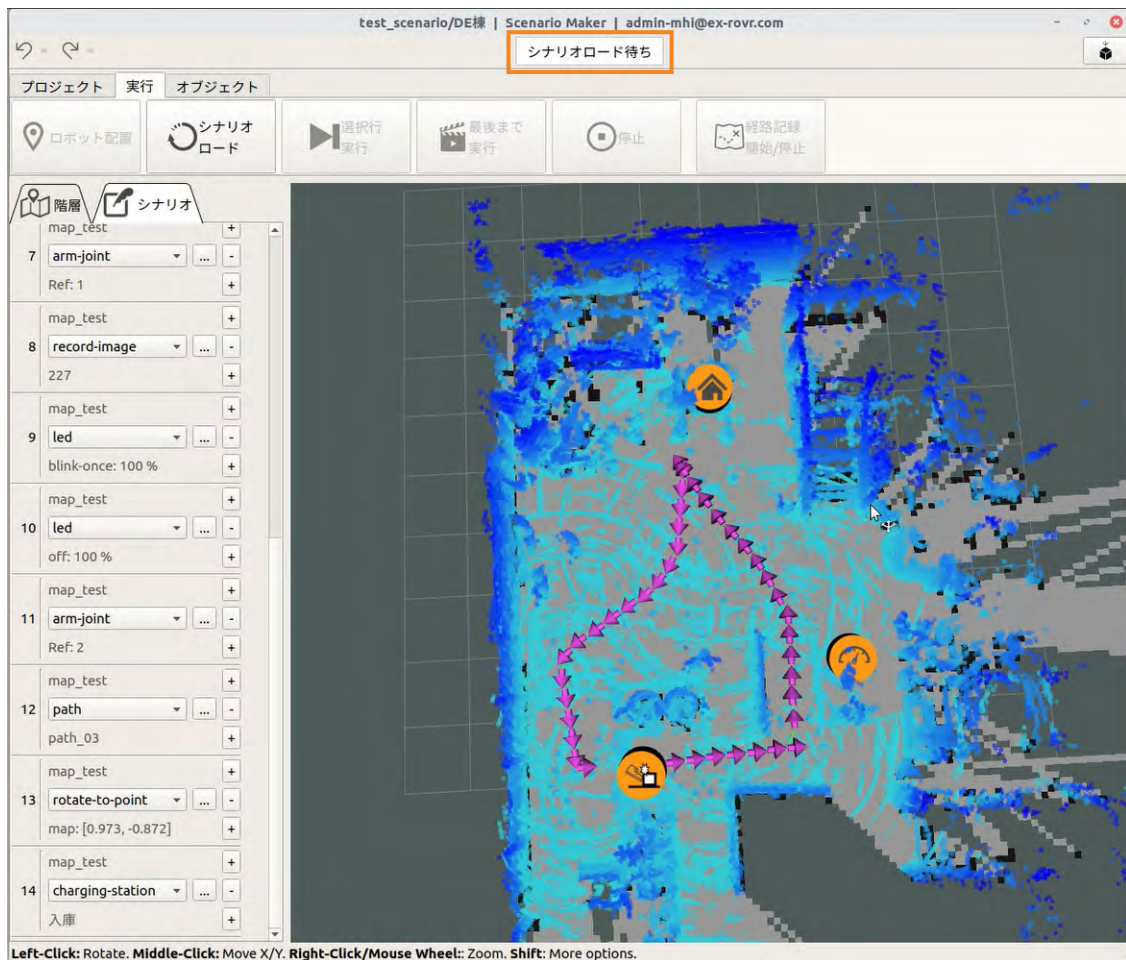 test_scenario/DE棟 | Scenario Maker | admin-mhi@ex-rovr.com
シナリオロード待ち
プロジェクト 実行 オブジェクト
ロボット配置
シナリオ
ロード
選択行
実行
最後まで
実行
停止
経路記録
開始/停止
階層 シナリオ
map_test +
7 arm-joint ... -
Ref: 1 +
map_test +
8 record-image ... -
227 +
map_test +
9 led ... -
blink-once: 100 % +
map_test +
10 led ... -
off: 100 % +
map_test +
11 arm-joint ... -
Ref: 2 +
map_test +
12 path ... -
path_03 +
map_test +
13 rotate-to-point ... -
map: [0.973, -0.872] +
map_test +
14 charging-station ... -
入庫 +
Left-Click: Rotate. Middle-Click: Move X/Y. Right-Click/Mouse Wheel:: Zoom. Shift: More options.